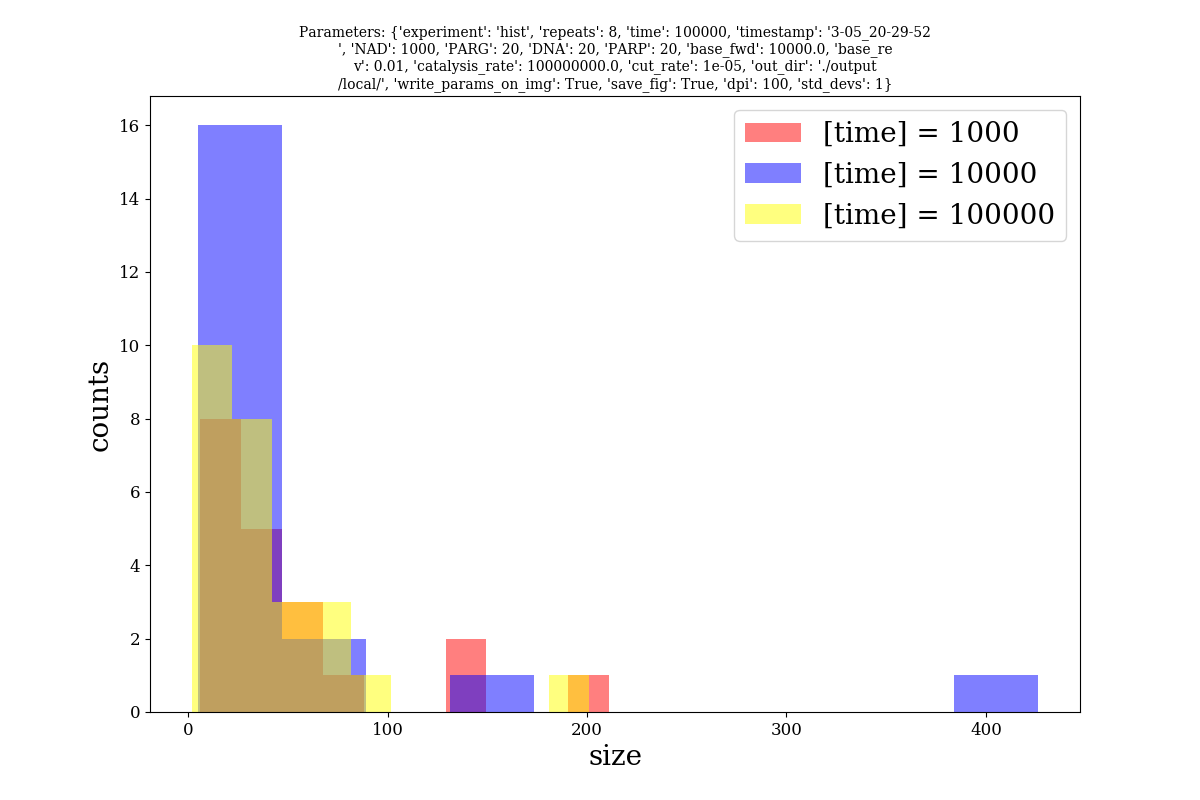 Parameters: {'experiment': 'hist', 'repeats': 8, 'time': 100000, 'timestamp': '3-05_20-29-52
', 'NAD': 1000, 'PARG': 20, 'DNA': 20, 'PARP': 20, 'base_fwd': 10000.0, 'base_re
v': 0.01, 'catalysis_rate': 100000000.0, 'cut_rate': 1e-05, 'out_dir': './output
/local/', 'write_params_on_img': True, 'save_fig': True, 'dpi': 100, 'std_devs': 1}
[time] = 1000
[time] = 10000
[time] = 100000
counts
16
14
12
10
8
6
4
2
0
0 100 200 300 400
size